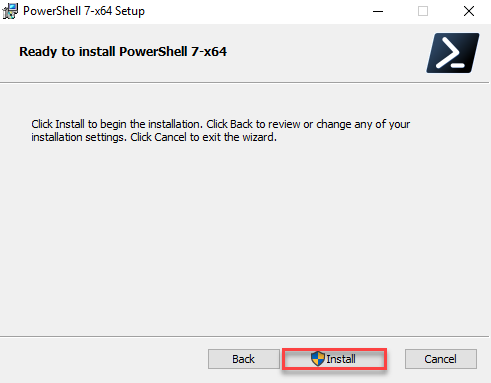 PowerShell 7-x64 Setup
Ready to install PowerShell 7-x64
Click Install to begin the installation. Click Back to review or change any of your
installation settings. Click Cancel to exit the wizard.
Back Install Cancel